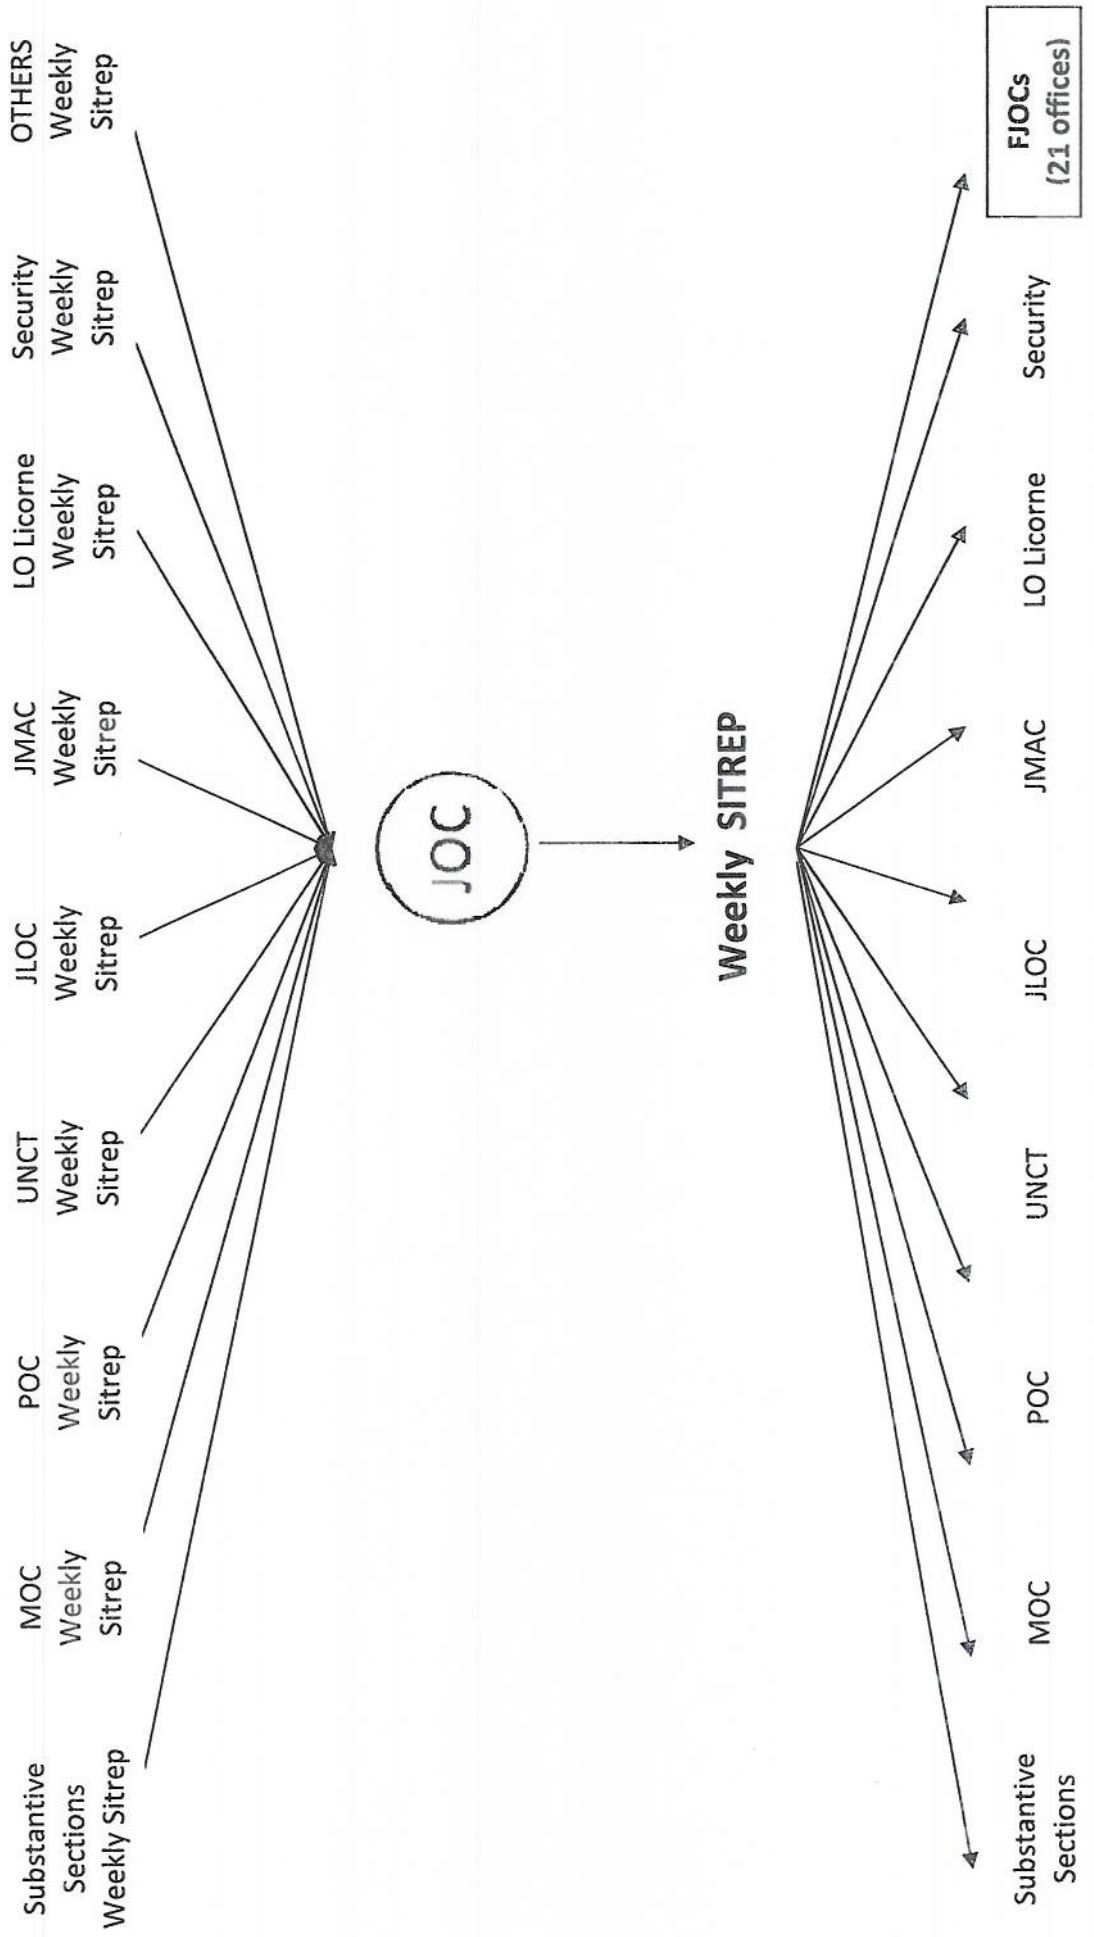 Substantive
Sections
Weekly Sitrep
MOC
Weekly
Sitrep
POC
Weekly
Sitrep
UNCT
Weekly
Sitrep
JLOC
Weekly
Sitrep
JMAC
Weekly
Sitrep
LO Licorne
Weekly
Sitrep
Security
Weekly
Sitrep
OTHERS
Weekly
Sitrep
JOC
Weekly SITREP
Substantive
Sections
MOC
POC
UNCT
JLOC
JMAC
LO Licorne
Security
FJOCs
(21 offices)